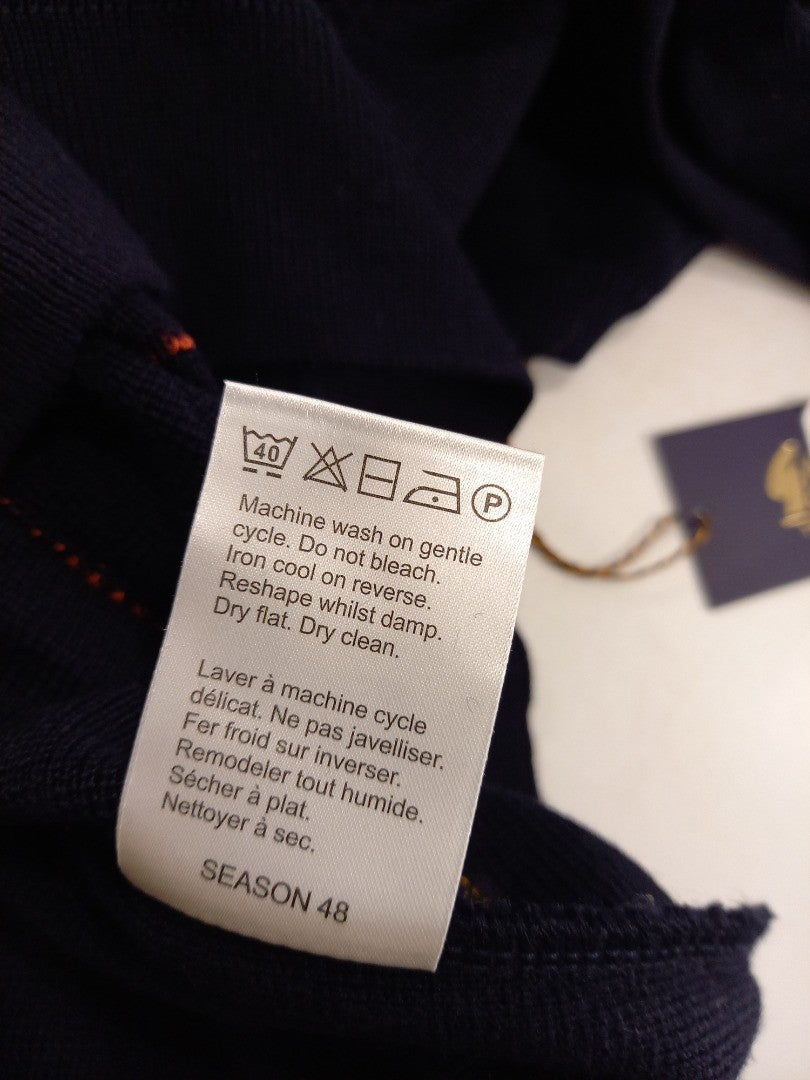 40
P
Machine wash on gentle
cycle. Do not bleach.
Iron cool on reverse.
Reshape whilst damp.
Dry flat. Dry clean.
Laver à machine cycle
délicat. Ne pas javelliser.
Fer froid sur inverser.
Remodeler tout humide.
Sécher à plat.
Nettoyer à sec.
SEASON 48